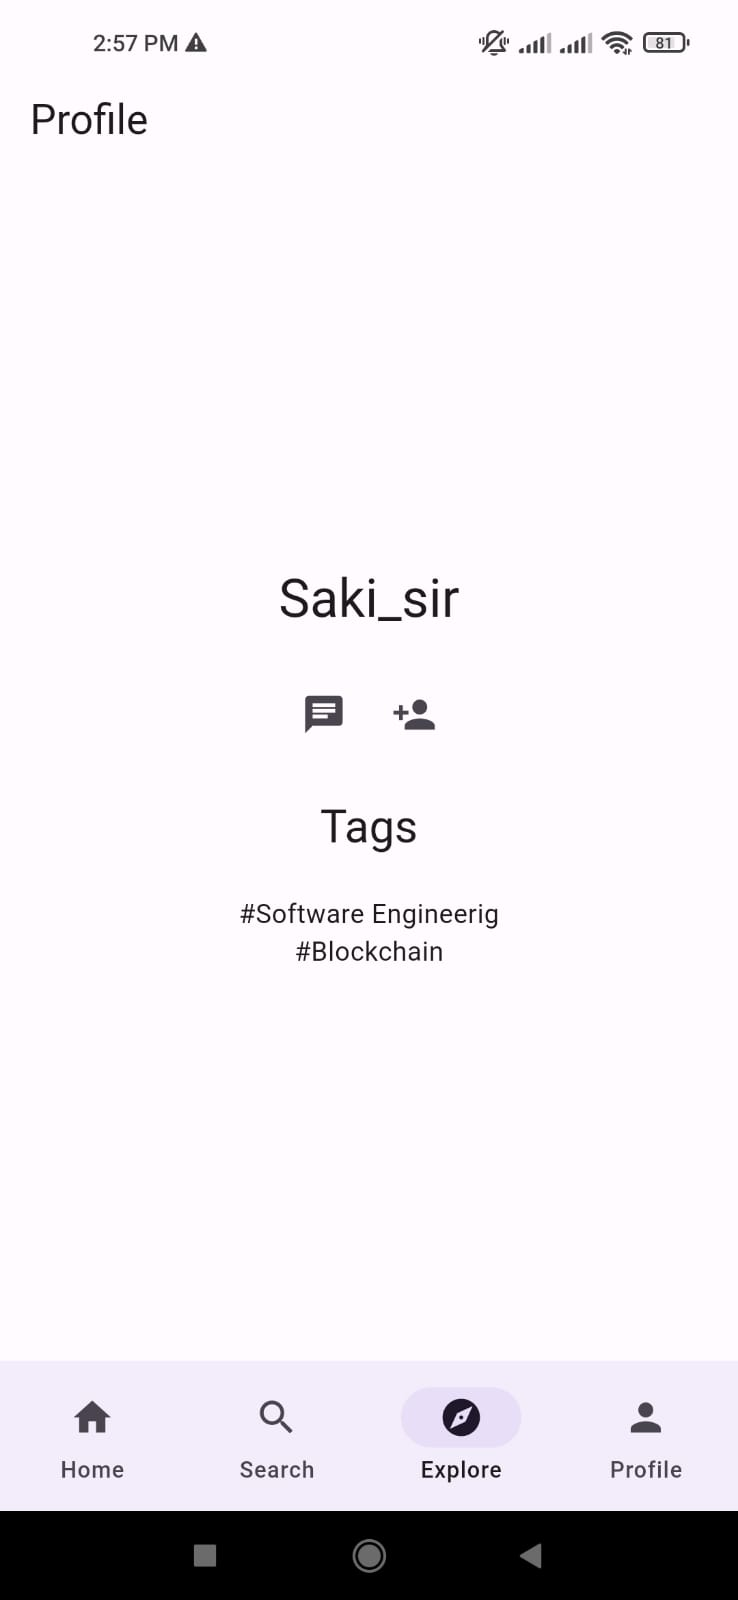 2:57 PM
81
Profile
Saki_sir
Tags
#Software Engineerig
#Blockchain
Home
Search
Explore
Profile